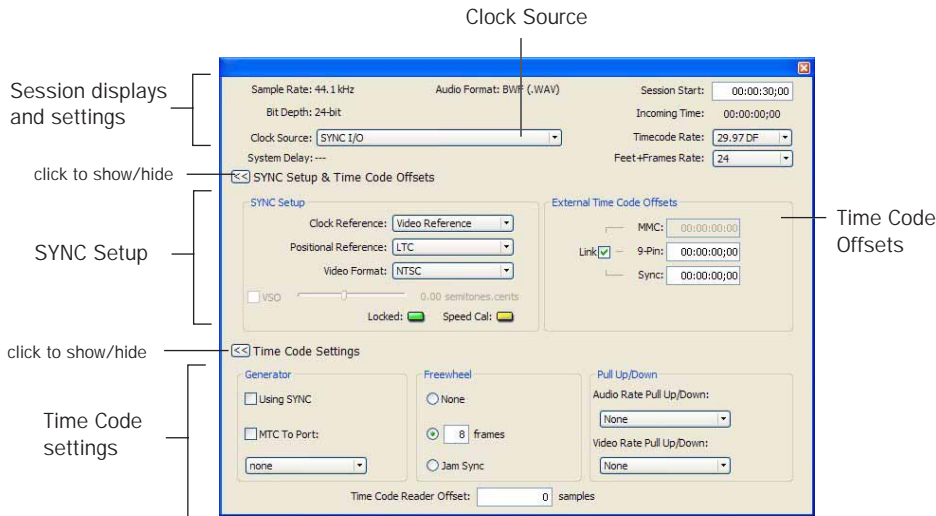 Clock Source
Session displays
and settings
Sample Rate: 44.1 kHz
Audio Format: BWF (.WAV)
Session Start: 00:00:30;00
Bit Depth: 24-bit
Incoming Time: 00:00:00;00
Clock Source: SYNC I/O
Timecode Rate: 29.97 DF
System Delay: ---
Feet+Frames Rate: 24
click to show/hide
<< SYNC Setup & Time Code Offsets
SYNC Setup
SYNC Setup
Clock Reference: Video Reference
Positional Reference: LTC
Video Format: NTSC
VSO 0.00 semitones.cents
Locked: Speed Cal:
External Time Code Offsets
MMC: 00:00:00:00
Link 9-Pin: 00:00:00;00
Sync: 00:00:00;00
Time Code
Offsets
click to show/hide
<< Time Code Settings
Time Code
settings
Generator
Using SYNC
MTC To Port:
none
Freewheel
None
8 frames
Jam Sync
Pull Up/Down
Audio Rate Pull Up/Down:
None
Video Rate Pull Up/Down:
None
Time Code Reader Offset: 0 samples